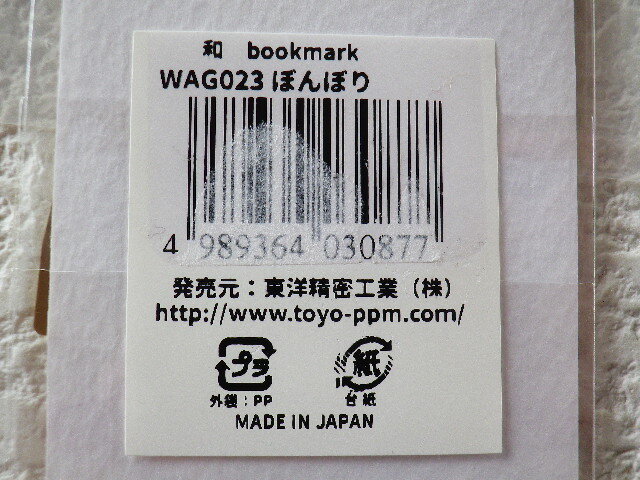 和 bookmark
WAG023 ぼんぼり
4 989364 030877
発売元：東洋精密工業（株）
http://www.toyo-ppm.com/
プラ 紙
外袋：PP 台紙
MADE IN JAPAN